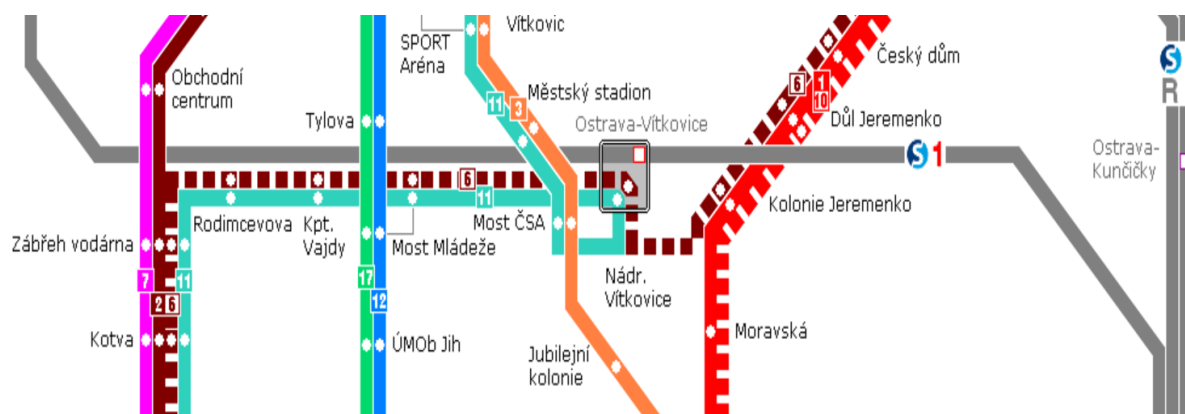 SPORT
Aréna
Vítkovic
Český dům
Obchodní
centrum
Městský stadion
Tylova
Ostrava-Vítkovice
Důl Jeremenko
11
3
6
1
10
S
R
S 1
Ostrava-
Kunčičky
6
11
Rodimcevova
Kpt.
Vajdy
Most Mládeže
Most ČSA
Kolonie Jeremenko
Zábřeh vodárna
Nádr.
Vítkovice
7
11
2 6
17
12
Kotva
ÚMOb Jih
Moravská
Jubilejní
kolonie